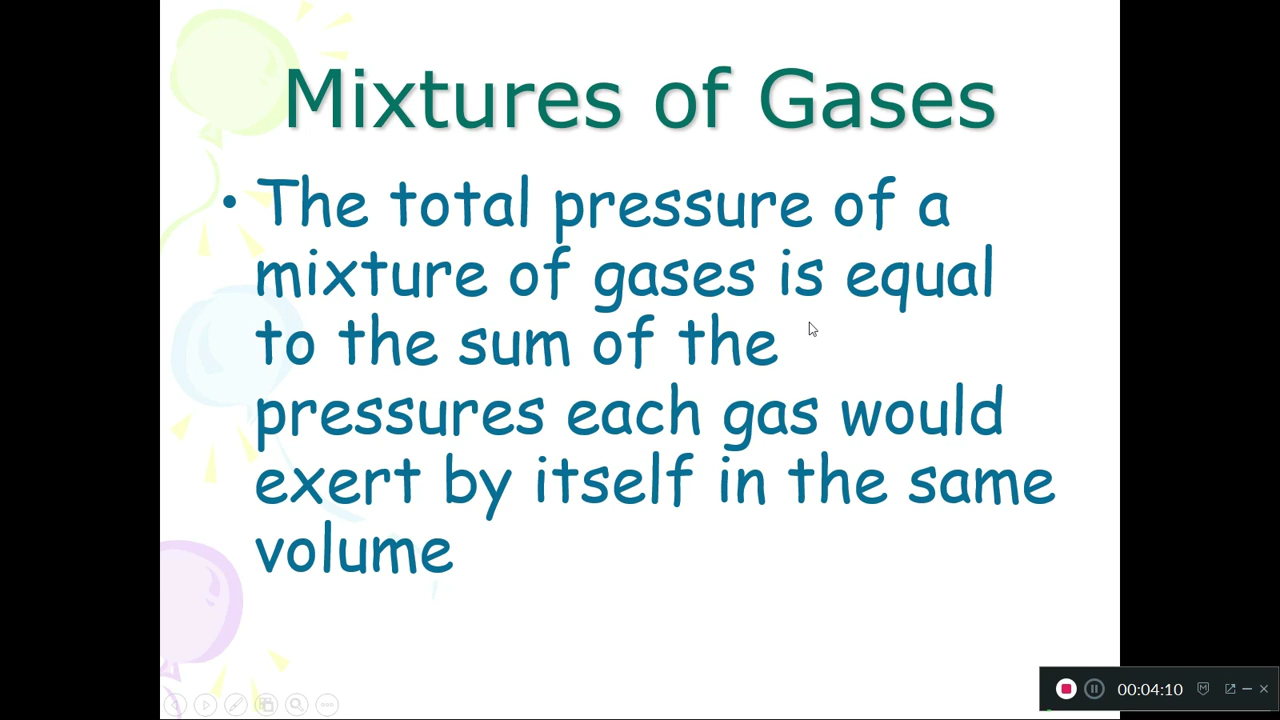 Mixtures of Gases
• The total pressure of a
mixture of gases is equal
to the sum of the
pressures each gas would
exert by itself in the same
volume
00:04:10